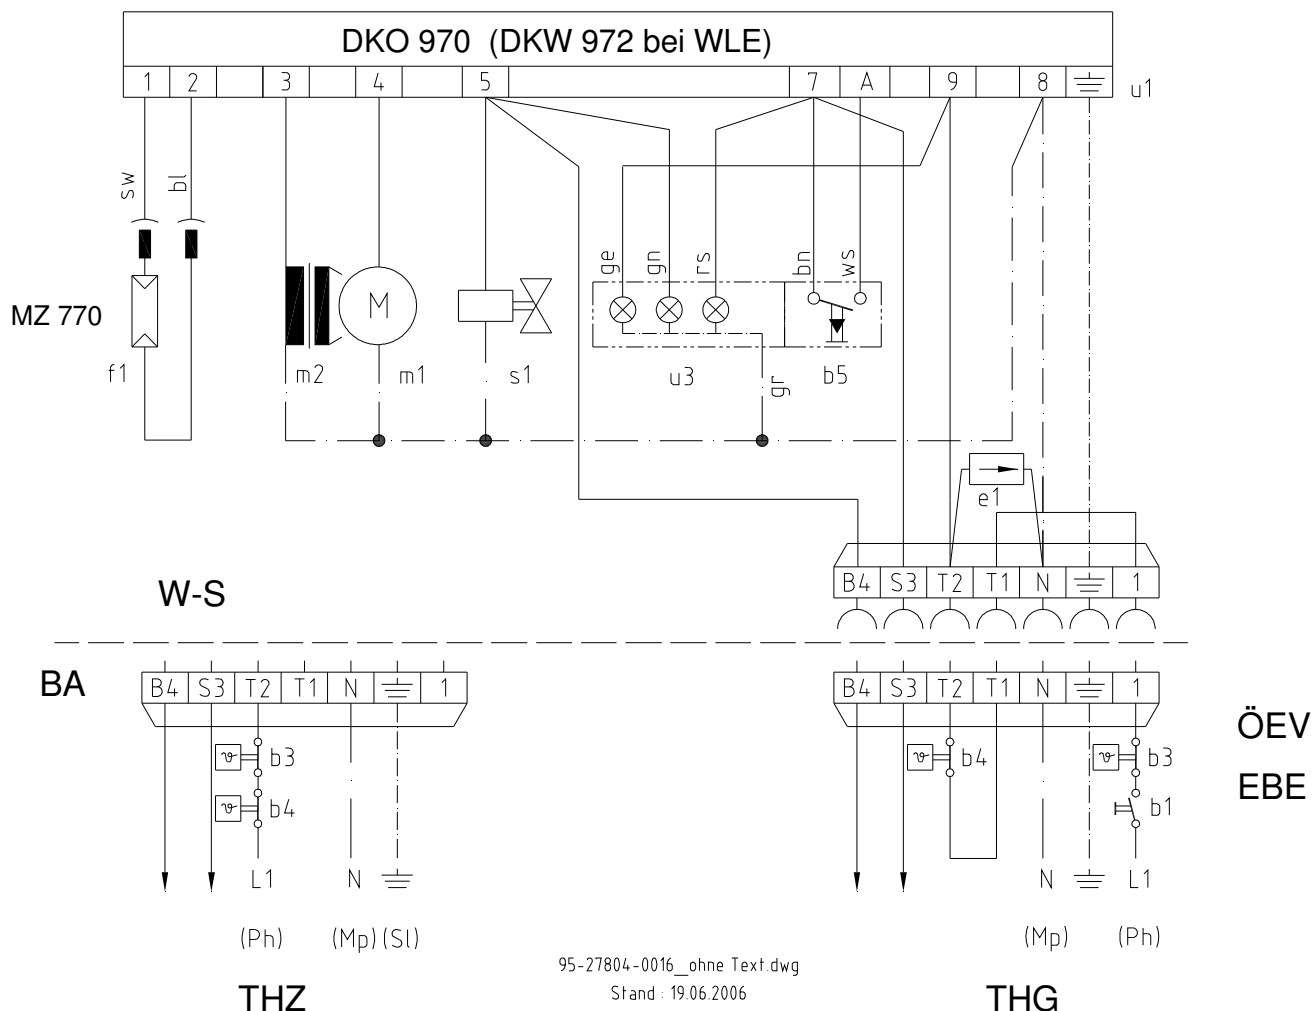 DKO 970 (DKW 972 bei WLE)
1 2 3 4 5 7 A 9 8 u1
sw bl
ge gn rs bn ws
MZ 770
M
f1 m2 m1 s1 u3 gr b5
e1
W-S
B4 S3 T2 T1 N 1
BA
B4 S3 T2 T1 N 1
B4 S3 T2 T1 N 1
ÖEV
ϑ b3
ϑ b4
ϑ b3
EBE
ϑ b4
b1
L1 N
N L1
(Ph) (Mp) (Sl)
(Mp) (Ph)
95-27804-0016_ohne Text.dwg
Stand : 19.06.2006
THZ
THG